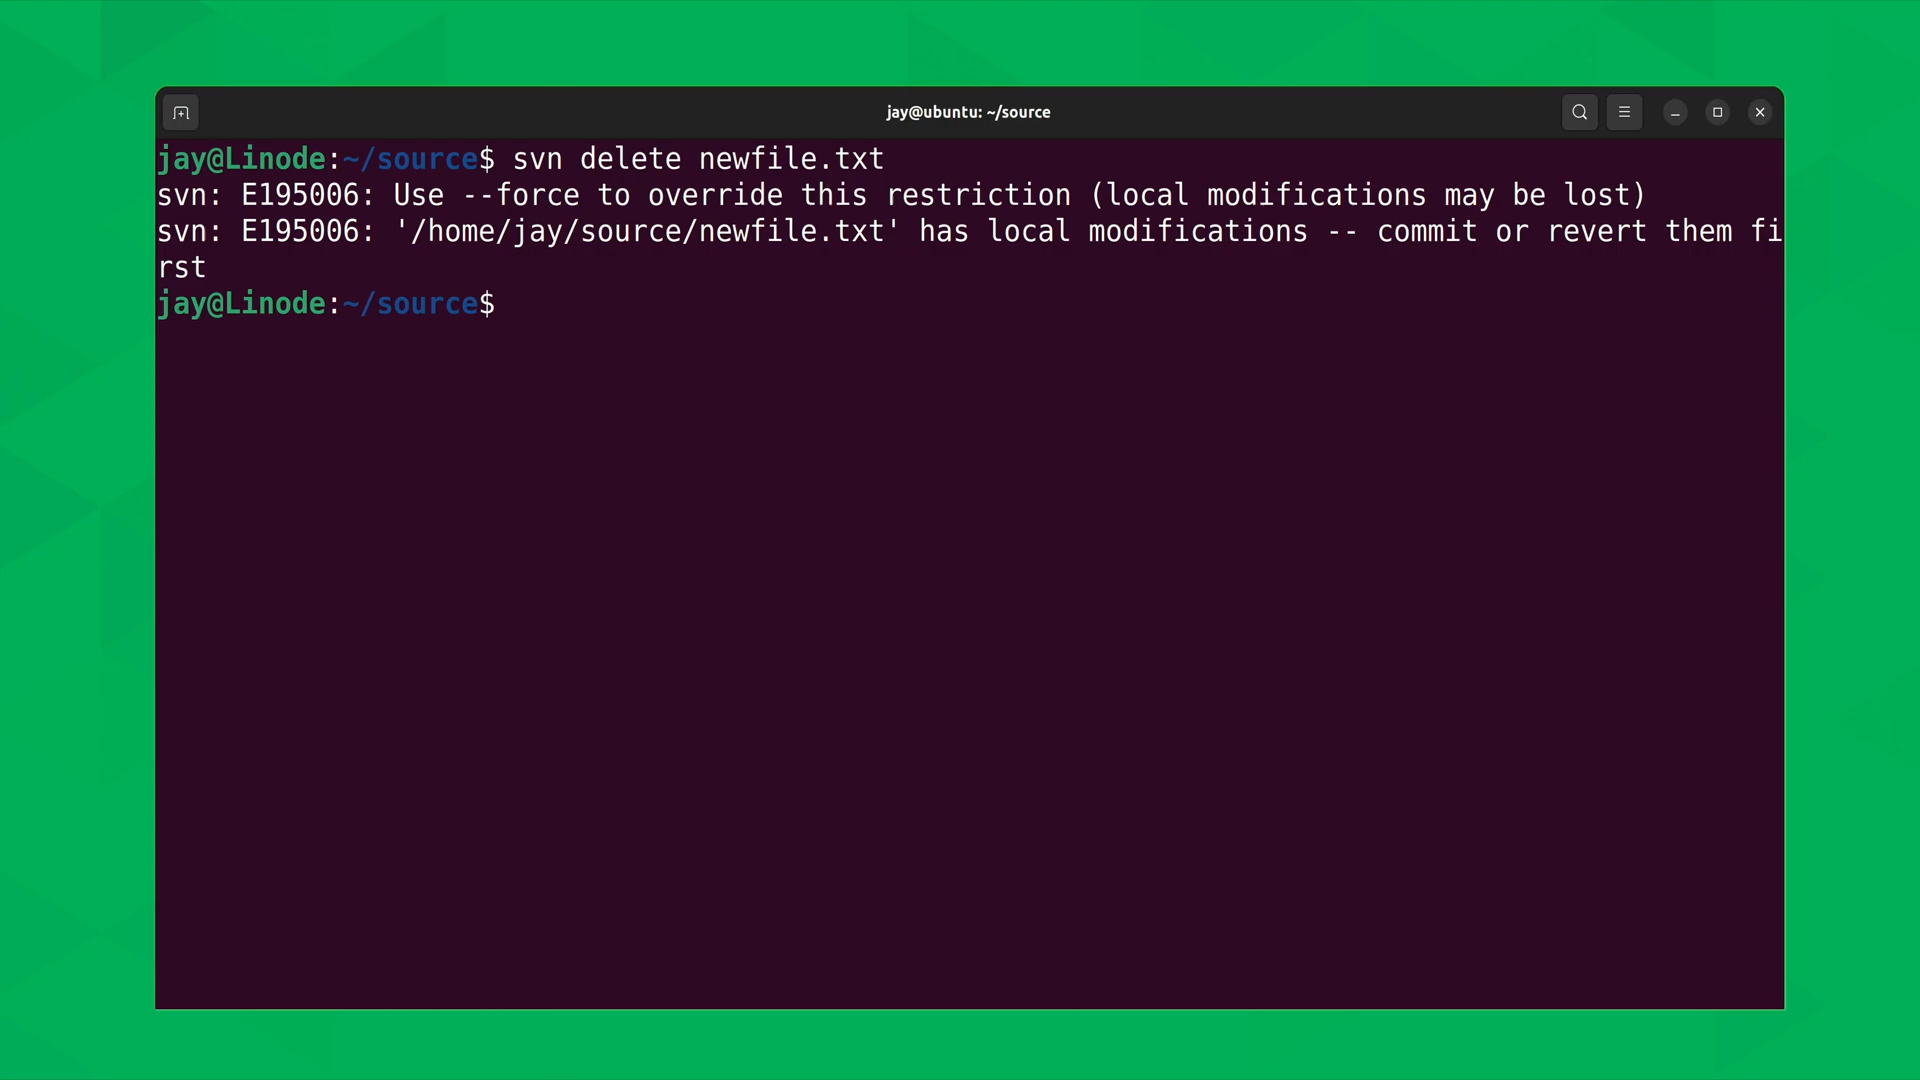 jay@ubuntu: ~/source
jay@Linode:~/source$ svn delete newfile.txt
svn: E195006: Use --force to override this restriction (local modifications may be lost)
svn: E195006: '/home/jay/source/newfile.txt' has local modifications -- commit or revert them fi
rst
jay@Linode:~/source$